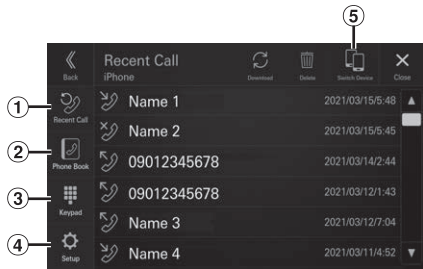 5
Back
Recent Call
iPhone
Download
Delete
Switch Device
Close
1
Recent Call
Name 1
2021/03/15/5:48
Name 2
2021/03/15/5:45
2
Phone Book
09012345678
2021/03/14/2:44
3
Keypad
09012345678
2021/03/12/1:43
Name 3
2021/03/12/7:04
4
Setup
Name 4
2021/03/11/4:52